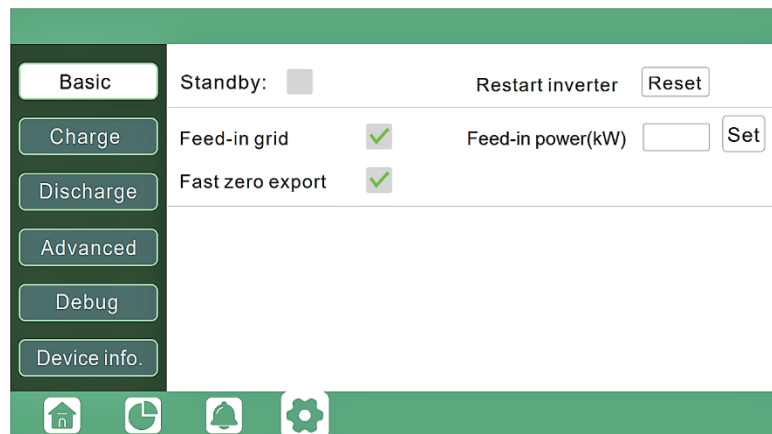 Basic
Standby:
Restart inverter
Reset
Charge
Feed-in grid
Feed-in power(kW)
Set
Discharge
Fast zero export
Advanced
Debug
Device info.